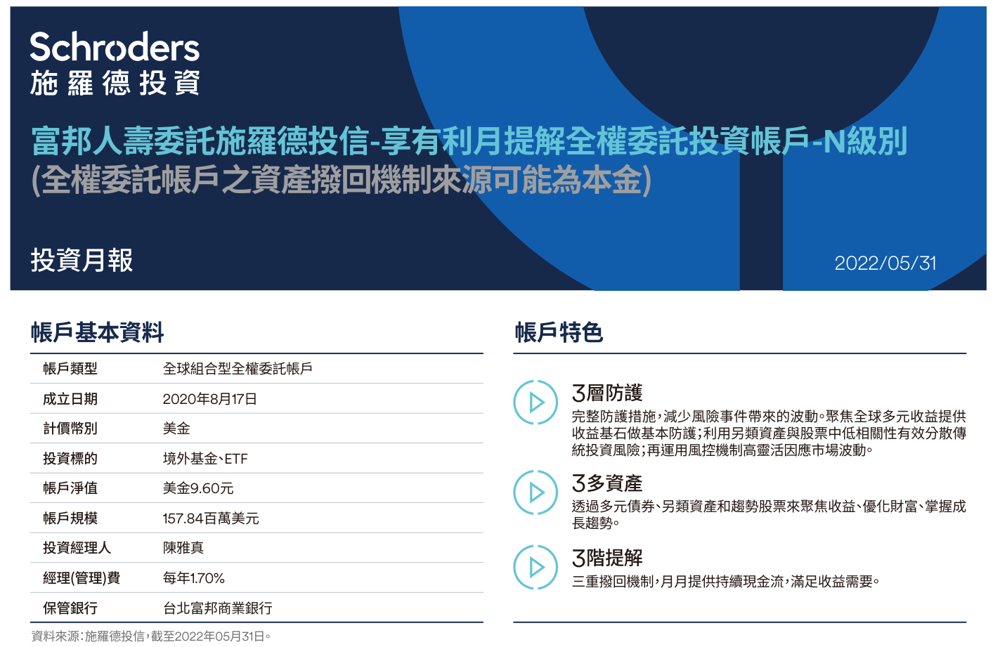 Schroders
施羅德投資
富邦人壽委託施羅德投信-享有利月提解全權委託投資帳戶-N級別
(全權委託帳戶之資產撥回機制來源可能為本金)
投資月報
2022/05/31
帳戶基本資料
帳戶類型 全球組合型全權委託帳戶
成立日期 2020年8月17日
計價幣別 美金
投資標的 境外基金、ETF
帳戶淨值 美金9.60元
帳戶規模 157.84百萬美元
投資經理人 陳雅真
經理(管理)費 每年1.70%
保管銀行 台北富邦商業銀行
資料來源：施羅德投信，截至2022年05月31日。
帳戶特色
3層防護
完整防護措施，減少風險事件帶來的波動。聚焦全球多元收益提供
收益基石做基本防護；利用另類資產與股票中低相關性有效分散傳
統投資風險；再運用風控機制高靈活因應市場波動。
3多資產
透過多元債券、另類資產和趨勢股票來聚焦收益、優化財富、掌握成
長趨勢。
3階提解
三重撥回機制，月月提供持續現金流，滿足收益需要。